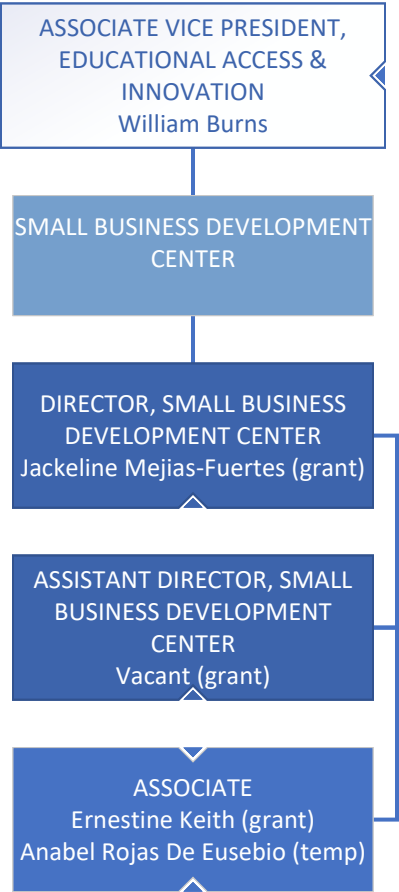 ASSOCIATE VICE PRESIDENT,
EDUCATIONAL ACCESS &
INNOVATION
William Burns
SMALL BUSINESS DEVELOPMENT
CENTER
DIRECTOR, SMALL BUSINESS
DEVELOPMENT CENTER
Jackeline Mejias-Fuertes (grant)
ASSISTANT DIRECTOR, SMALL
BUSINESS DEVELOPMENT
CENTER
Vacant (grant)
ASSOCIATE
Ernestine Keith (grant)
Anabel Rojas De Eusebio (temp)